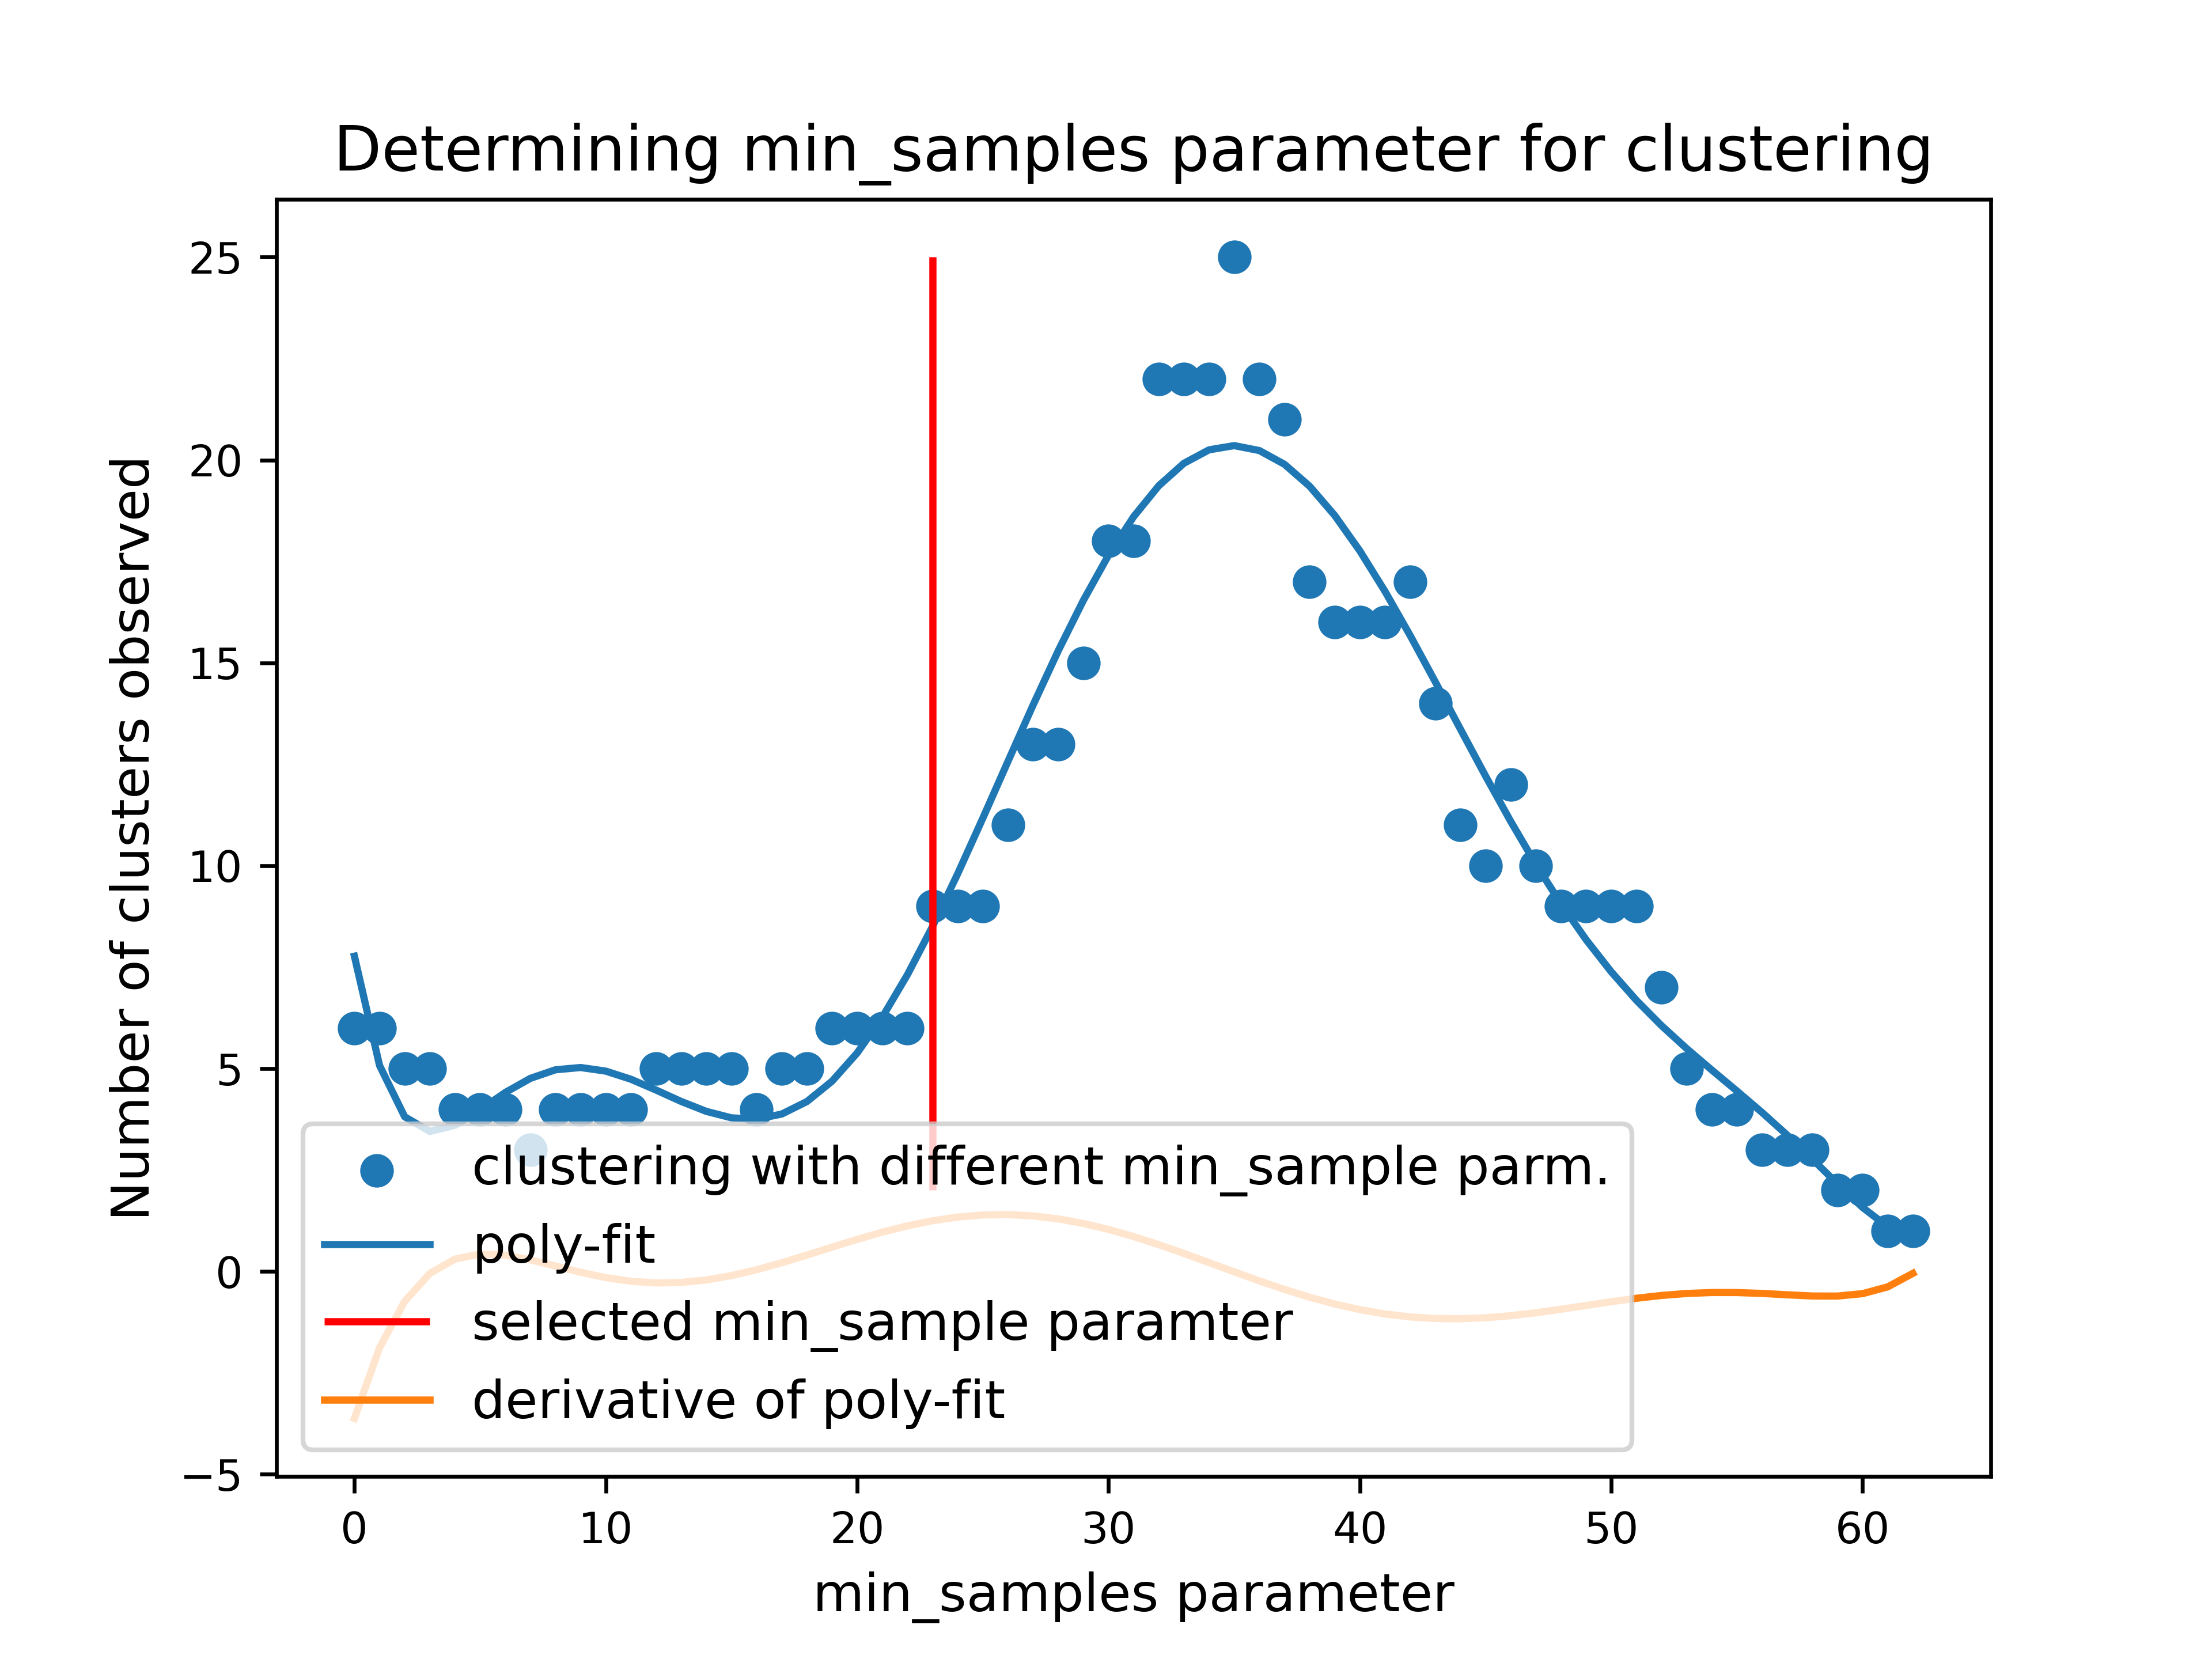 Determining min_samples parameter for clustering
Number of clusters observed
25
20
15
10
5
0
−5
clustering with different min_sample parm.
poly-fit
selected min_sample paramter
derivative of poly-fit
0 10 20 30 40 50 60
min_samples parameter